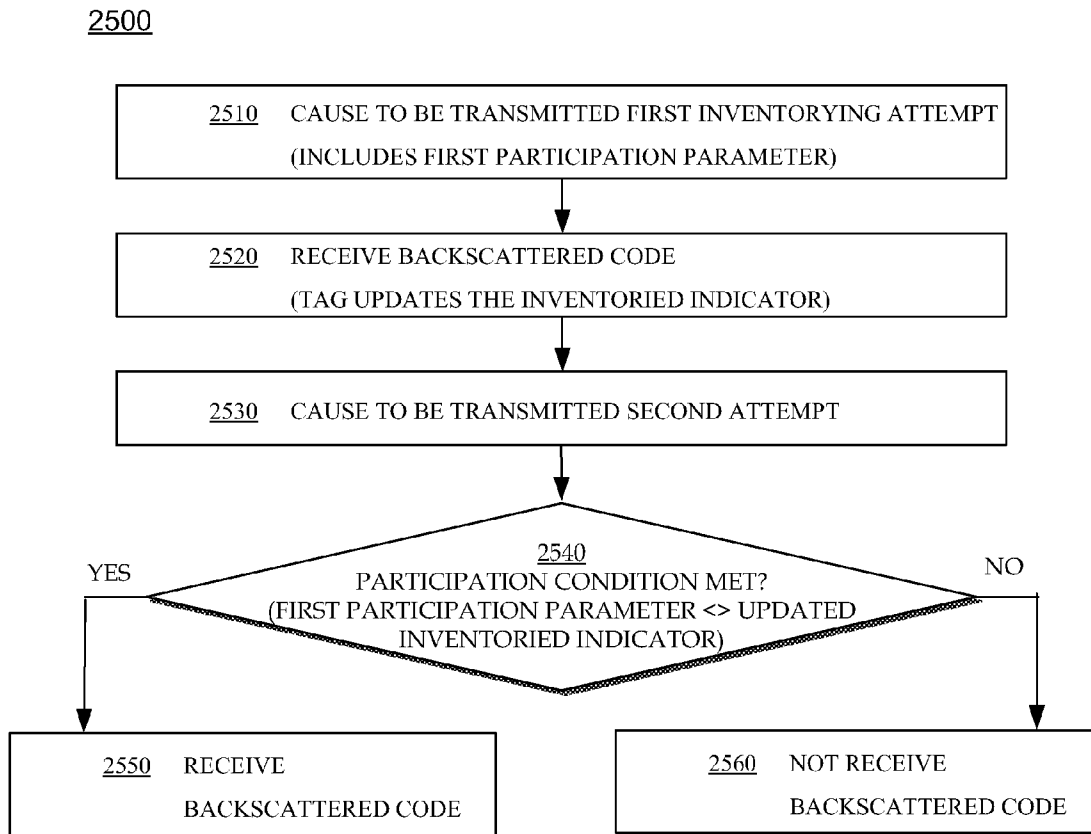 2500
2510 CAUSE TO BE TRANSMITTED FIRST INVENTORYING ATTEMPT
(INCLUDES FIRST PARTICIPATION PARAMETER)
2520 RECEIVE BACKSCATTERED CODE
(TAG UPDATES THE INVENTORIED INDICATOR)
2530 CAUSE TO BE TRANSMITTED SECOND ATTEMPT
2540
YES
NO
PARTICIPATION CONDITION MET?
(FIRST PARTICIPATION PARAMETER <> UPDATED
INVENTORIED INDICATOR)
2550 RECEIVE
BACKSCATTERED CODE
2560 NOT RECEIVE
BACKSCATTERED CODE